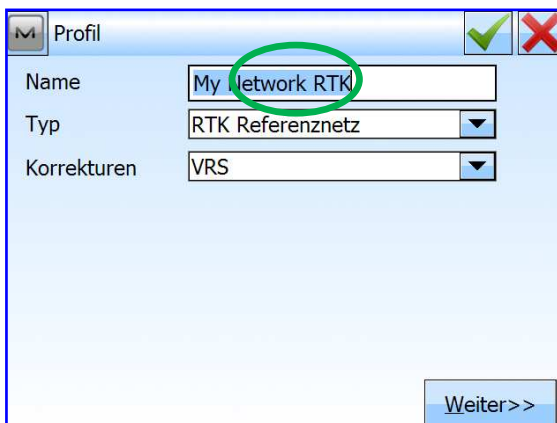 Profil
Name My Network RTK
Typ RTK Referenznetz
Korrekturen VRS
Weiter>>